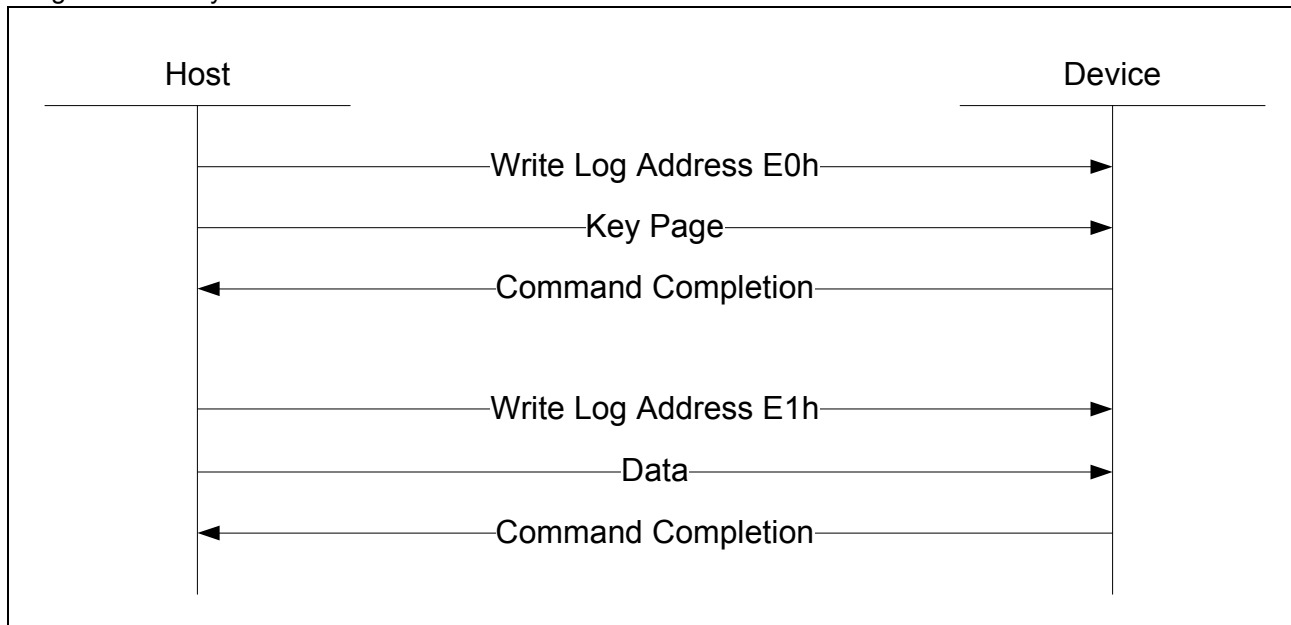 Host Device
Write Log Address E0h
Key Page
Command Completion
Write Log Address E1h
Data
Command Completion